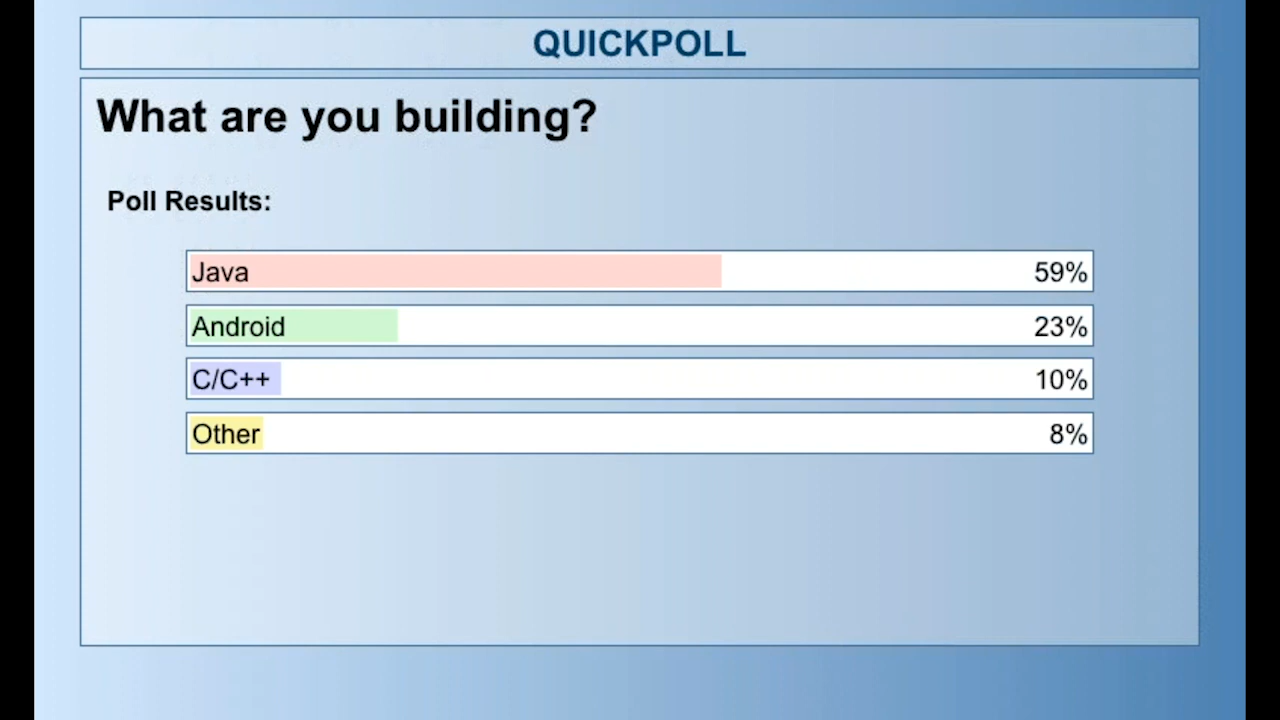 QUICKPOLL
What are you building?
Poll Results:
Java 59%
Android 23%
C/C++ 10%
Other 8%